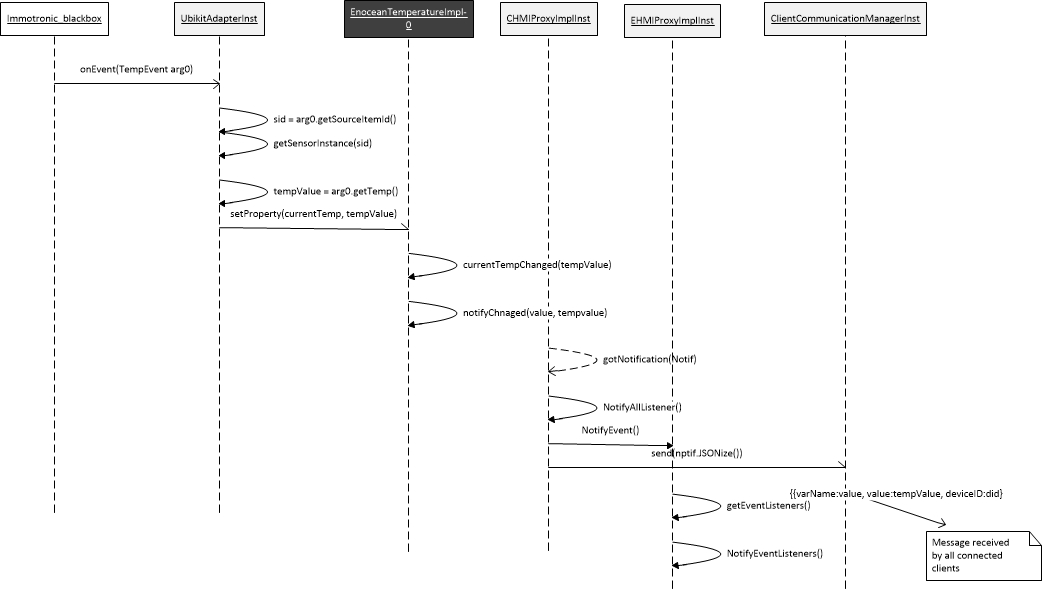 Immotronic_blackbox
UbikitAdapterInst
EnoceanTemperatureImpl-
0
CHMIProxyImplInst
EHMIProxyImplInst
ClientCommunicationManagerInst
onEvent(TempEvent arg0)
sid = arg0.getSourceItemId()
getSensorInstance(sid)
tempValue = arg0.getTemp()
setProperty(currentTemp, tempValue)
currentTempChanged(tempValue)
notifyChnaged(value, tempvalue)
gotNotification(Notif)
NotifyAllListener()
NotifyEvent()
send(nptif.JSONize())
{{varName:value, value:tempValue, deviceID:did}
getEventListeners()
Message received
by all connected
clients
NotifyEventListeners()